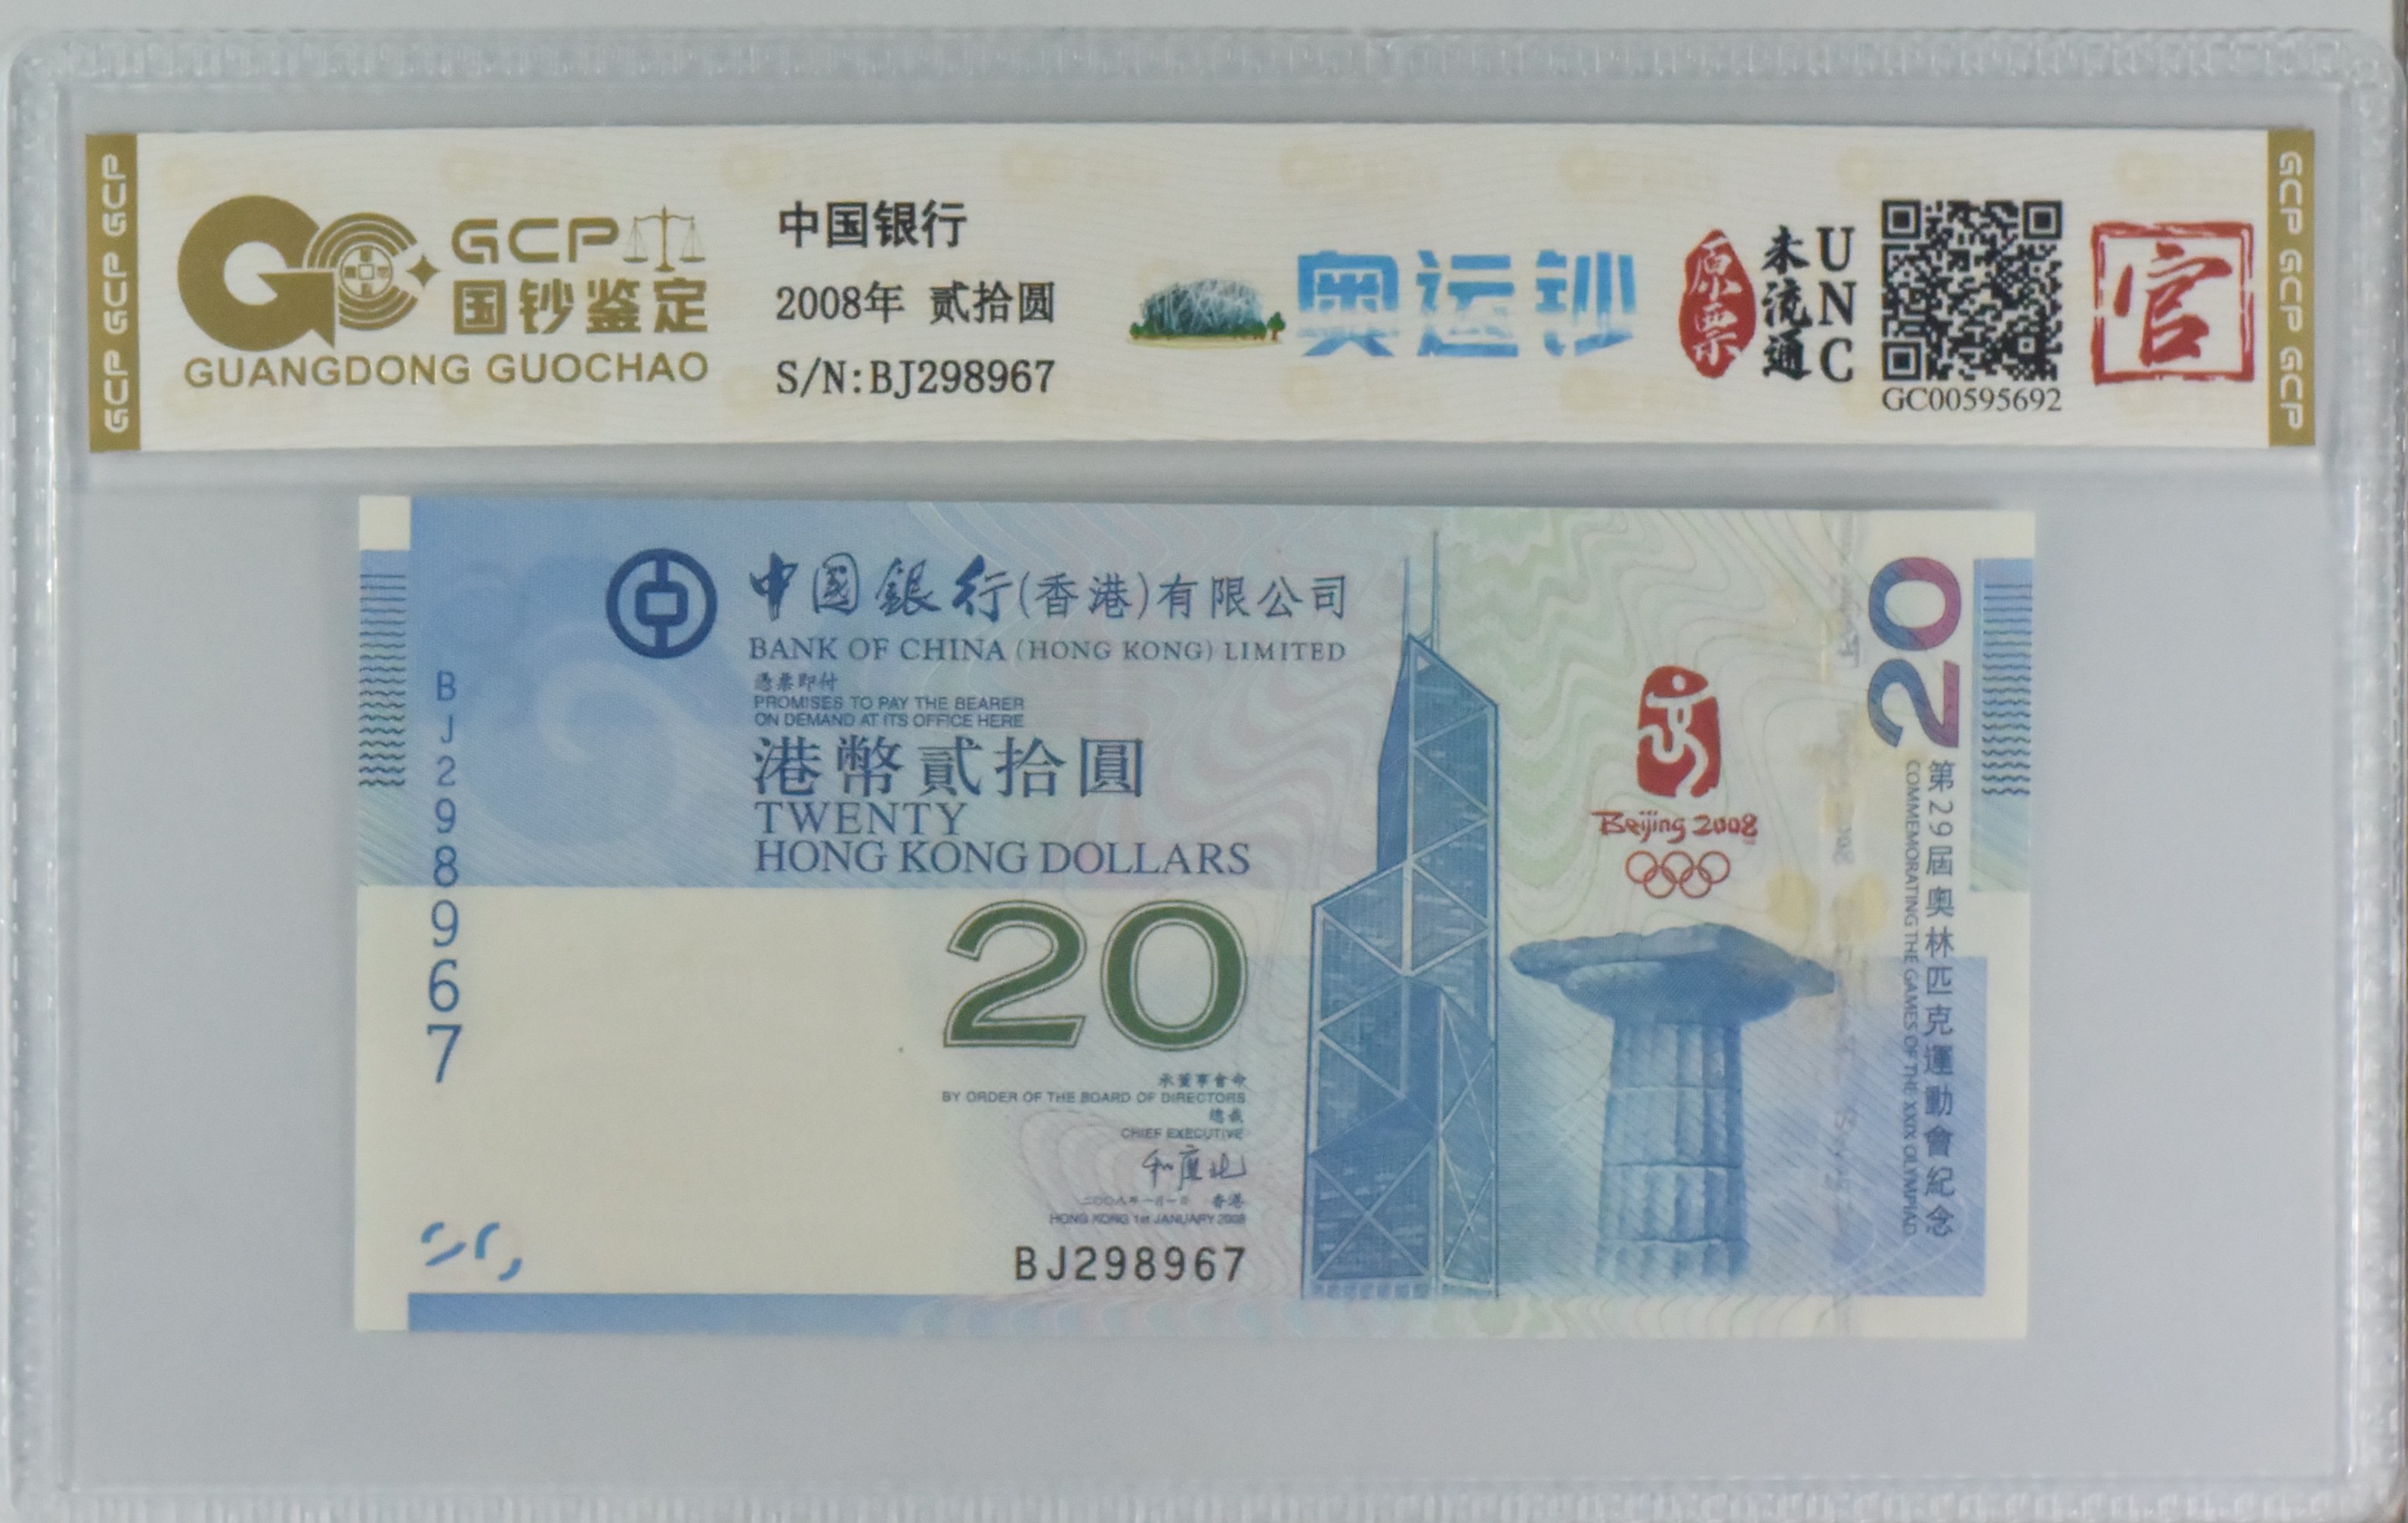 GCP GCP GCP
GCP
国钞鉴定
GUANGDONG GUOCHAO
中国银行
2008年 贰拾圆
S/N:BJ298967
奥运钞
原票
未流通
UNC
GC00595692
官
GCP GCP GCP
中國銀行(香港)有限公司
BANK OF CHINA (HONG KONG) LIMITED
憑票即付
PROMISES TO PAY THE BEARER
ON DEMAND AT ITS OFFICE HERE
港幣貳拾圓
TWENTY
HONG KONG DOLLARS
BJ298967
20
承董事會命
BY ORDER OF THE BOARD OF DIRECTORS
總裁
CHIEF EXECUTIVE
和廣北
二〇〇八年一月一日 香港
HONG KONG 1st JANUARY 2008
BJ298967
Beijing 2008
20
第29屆奧林匹克運動會紀念
COMMEMORATING THE GAMES OF THE XXIX OLYMPIAD